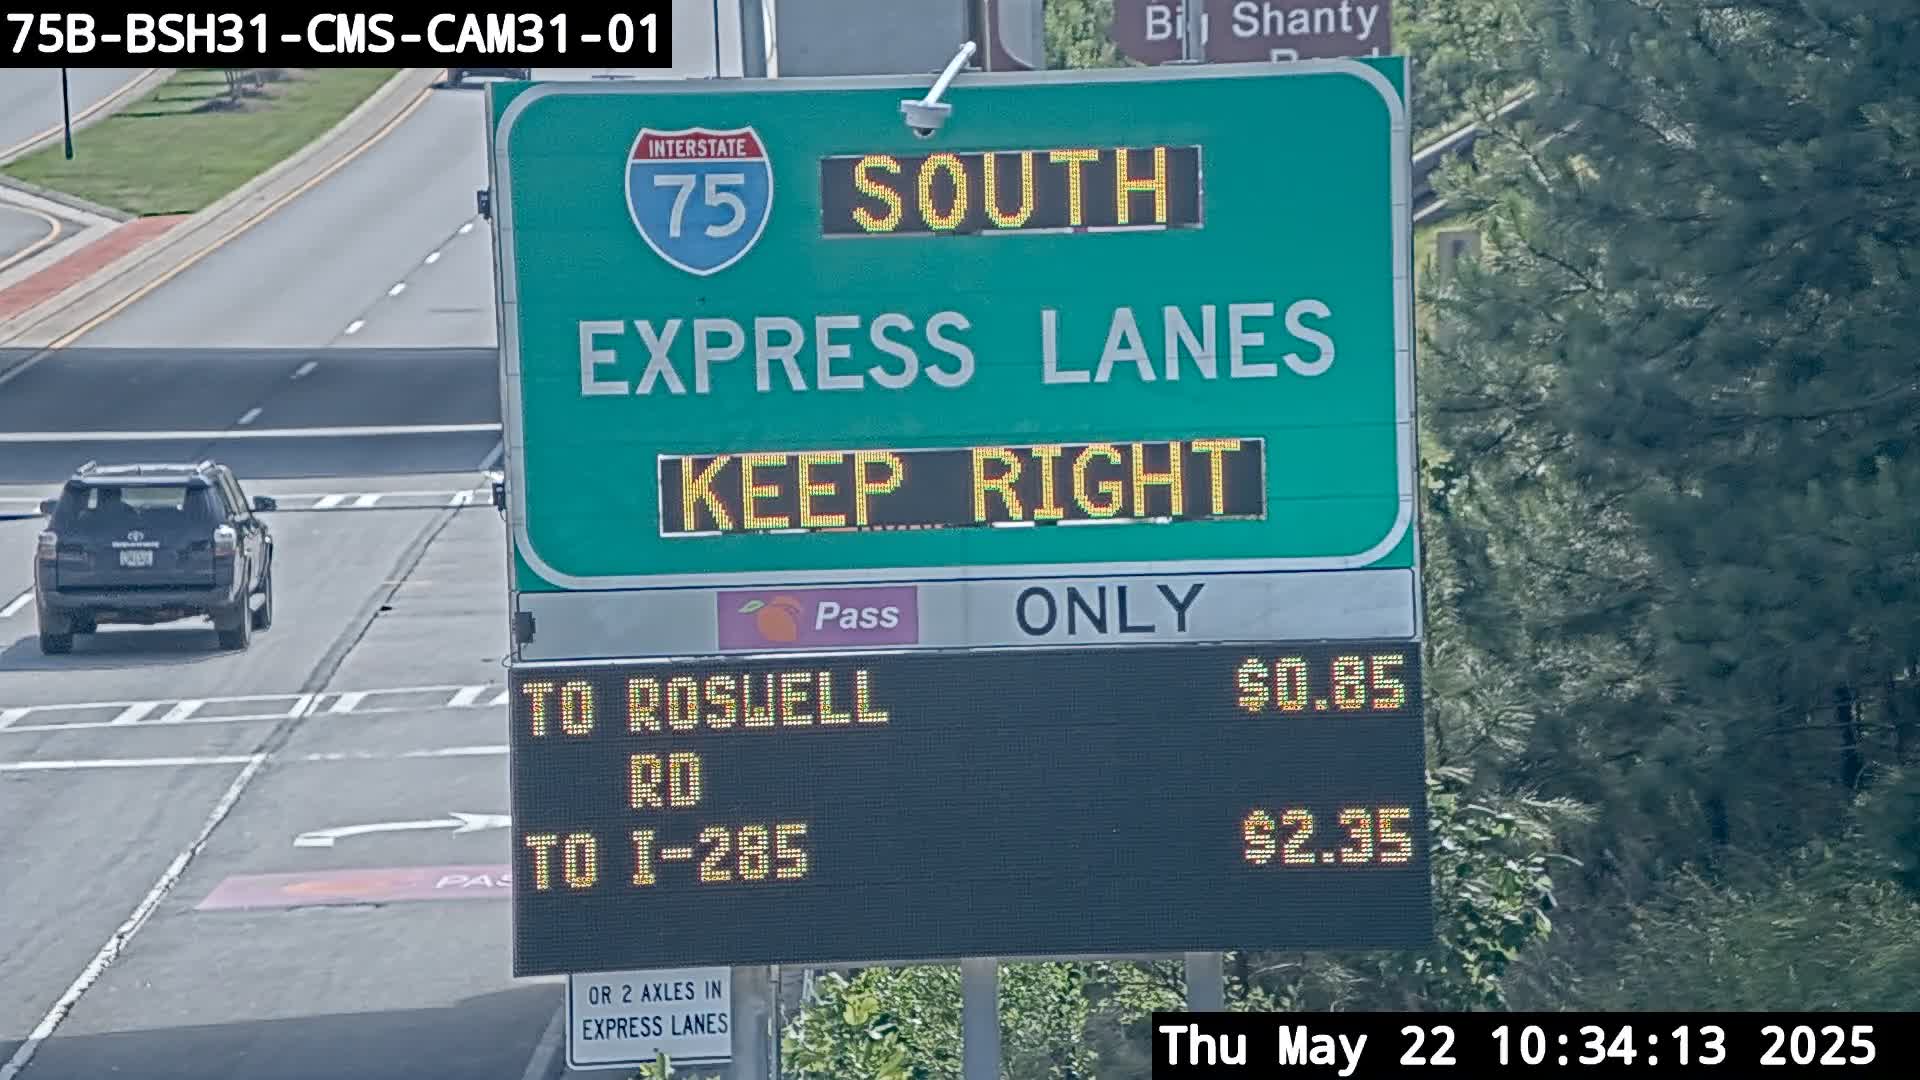 75B-BSH31-CMS-CAM31-01
Big Shanty
INTERSTATE
75
SOUTH
EXPRESS LANES
KEEP RIGHT
Pass ONLY
TO ROSWELL $0.85
RD
TO I-285 $2.35
OR 2 AXLES IN
EXPRESS LANES
Thu May 22 10:34:13 2025